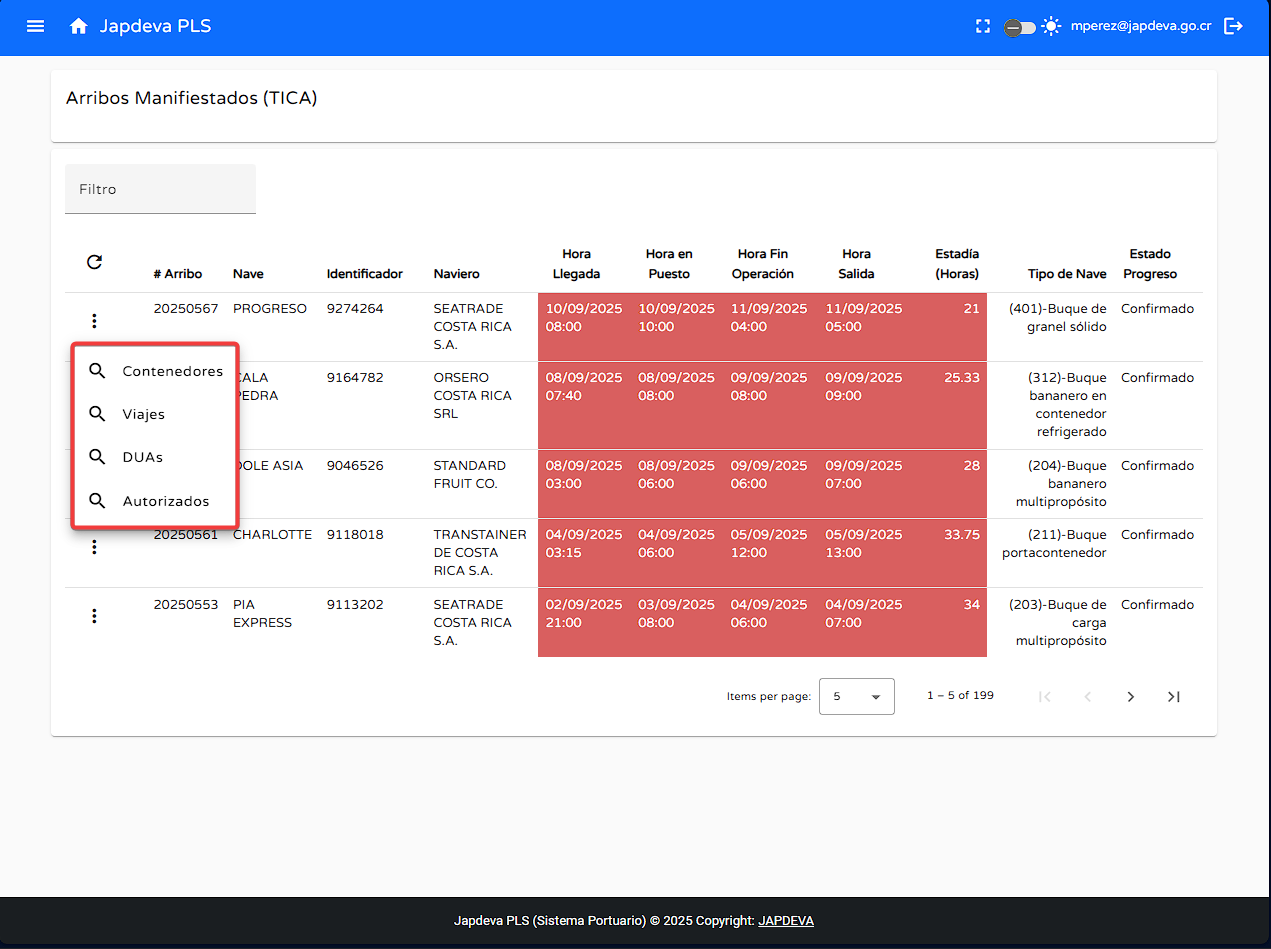 Japdeva PLS
mperez@japdeva.go.cr
Arribos Manifiestados (TICA)
Filtro
# Arribo Nave Identificador Naviero Hora Llegada Hora en Puesto Hora Fin Operación Hora Salida Estadía (Horas) Tipo de Nave Estado Progreso
20250567 PROGRESO 9274264 SEATRADE 10/09/2025 10/09/2025 11/09/2025 11/09/2025 21 (401)-Buque de Confirmado
COSTA RICA 08:00 10:00 04:00 05:00 granel sólido
S.A.
Contenedores
Viajes
DUAs
Autorizados
CALA 9164782 ORSERO 08/09/2025 08/09/2025 09/09/2025 09/09/2025 25.33 (312)-Buque Confirmado
PEDRA COSTA RICA 07:40 08:00 08:00 09:00 bananero en
SRL contenedor
refrigerado
DOLE ASIA 9046526 STANDARD 08/09/2025 08/09/2025 09/09/2025 09/09/2025 28 (204)-Buque Confirmado
FRUIT CO. 03:00 06:00 06:00 07:00 bananero
multipropósito
20250561 CHARLOTTE 9118018 TRANSTAINER 04/09/2025 04/09/2025 05/09/2025 05/09/2025 33.75 (211)-Buque Confirmado
DE COSTA 03:15 06:00 12:00 13:00 portacontenedor
RICA S.A.
20250553 PIA 9113202 SEATRADE 02/09/2025 03/09/2025 04/09/2025 04/09/2025 34 (203)-Buque de Confirmado
EXPRESS COSTA RICA 21:00 08:00 06:00 07:00 carga
S.A. multipropósito
Items per page: 5 1 – 5 of 199
Japdeva PLS (Sistema Portuario) © 2025 Copyright: JAPDEVA